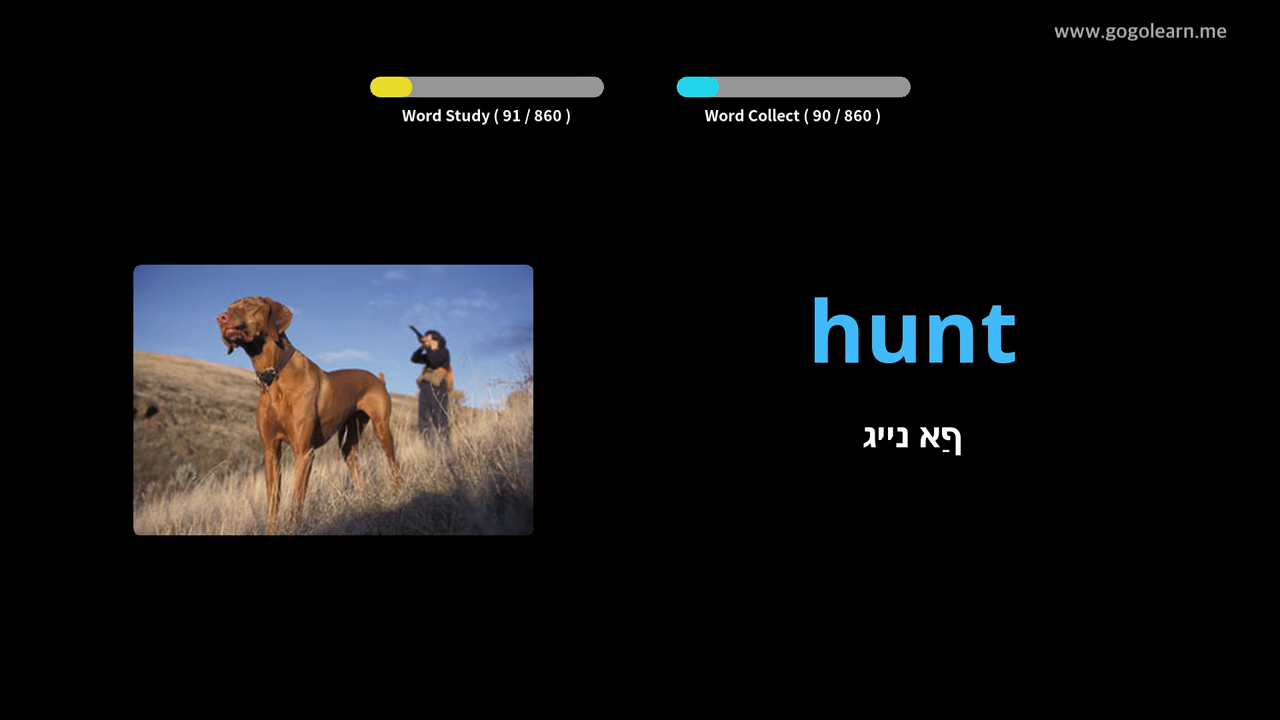 www.gogolearn.me
Word Study ( 91 / 860 )
Word Collect ( 90 / 860 )
hunt
ףַא נייג